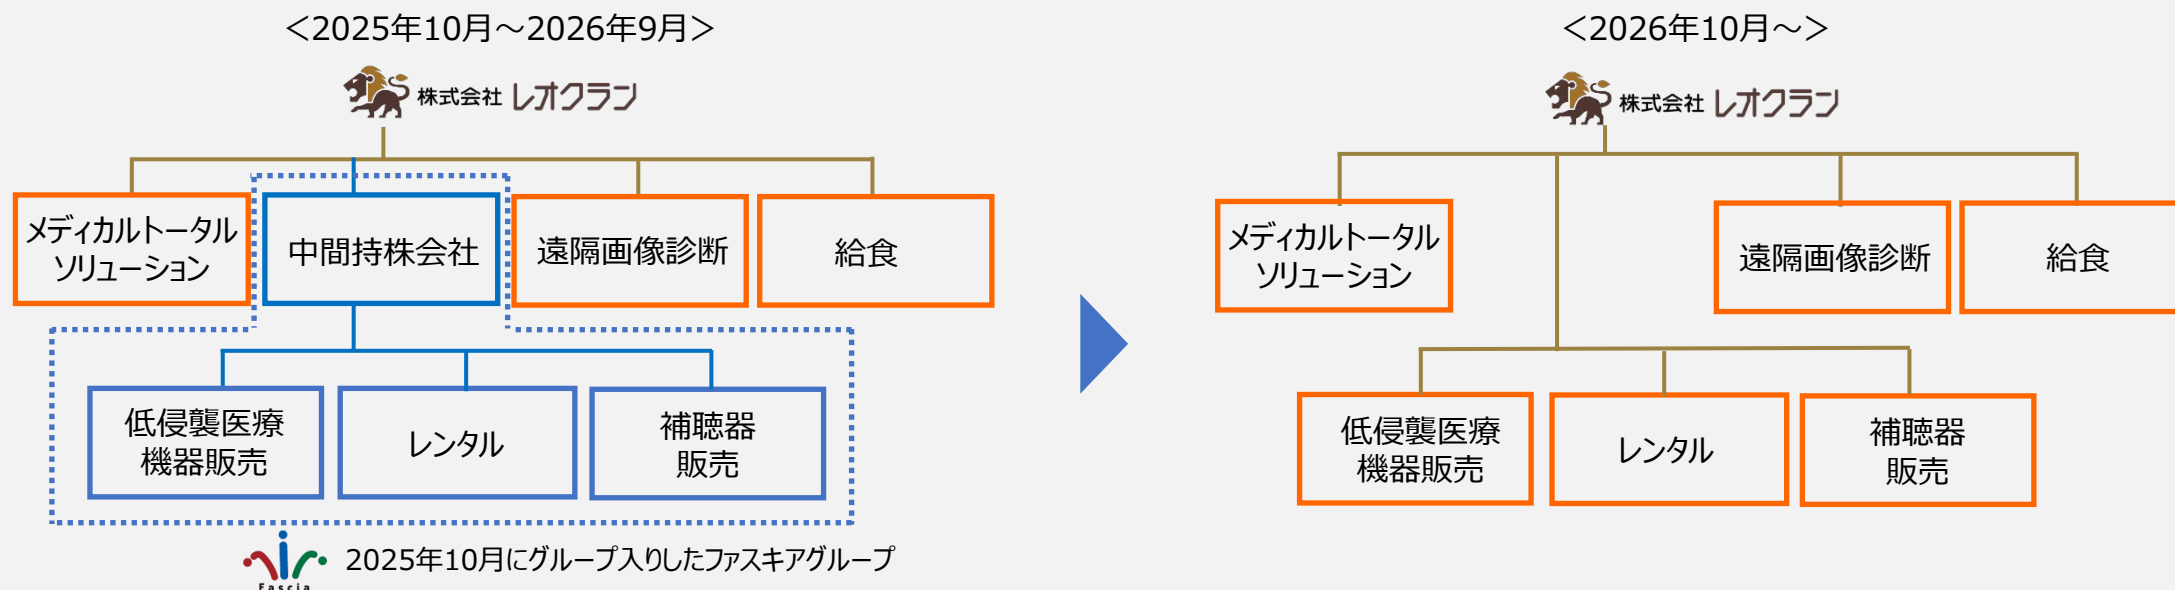 ＜2025年10月～2026年9月＞
株式会社 レオクラン
メディカルトータル
ソリューション
中間持株会社
遠隔画像診断
給食
低侵襲医療
機器販売
レンタル
補聴器
販売
Fascia
2025年10月にグループ入りしたファスキアグループ
＜2026年10月～＞
株式会社 レオクラン
メディカルトータル
ソリューション
遠隔画像診断
給食
低侵襲医療
機器販売
レンタル
補聴器
販売